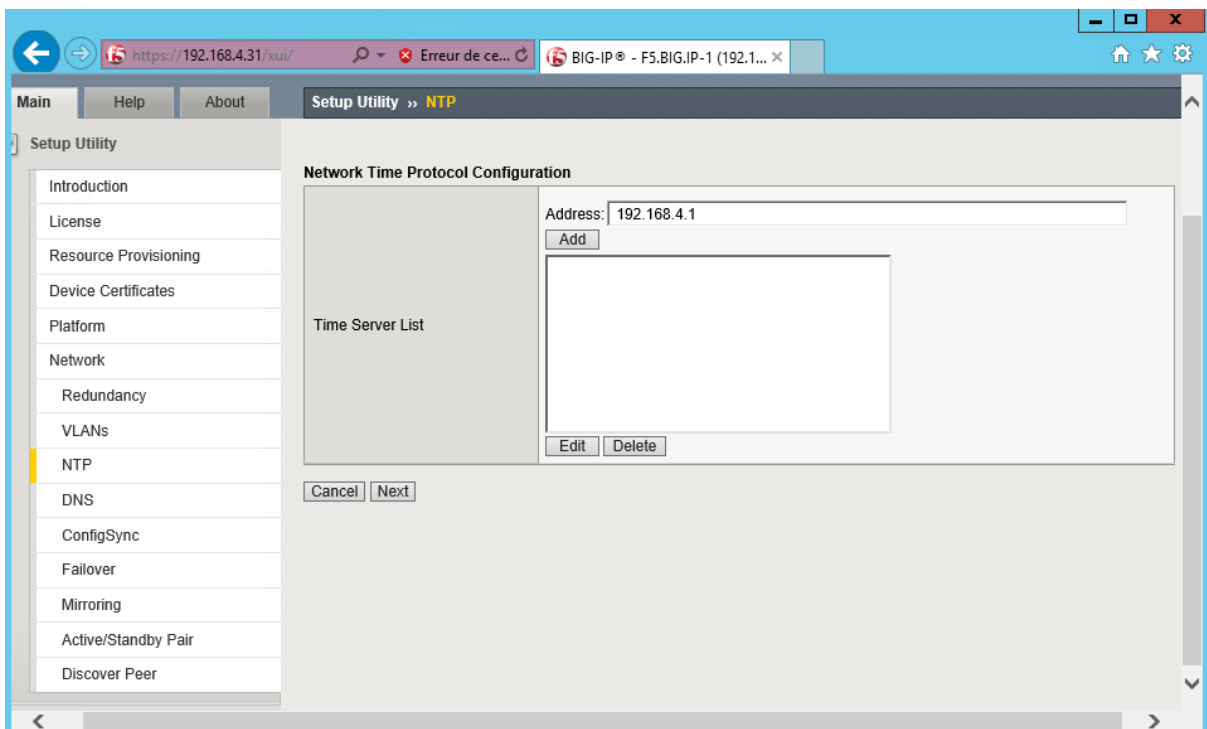 x
https://192.168.4.31/xui/
Erreur de ce...
BIG-IP® - F5.BIG.IP-1 (192.1...
Main
Help
About
Setup Utility
Introduction
License
Resource Provisioning
Device Certificates
Platform
Network
Redundancy
VLANs
NTP
DNS
ConfigSync
Failover
Mirroring
Active/Standby Pair
Discover Peer
Setup Utility » NTP
Network Time Protocol Configuration
Time Server List
Address: 192.168.4.1
Add
Edit Delete
Cancel Next